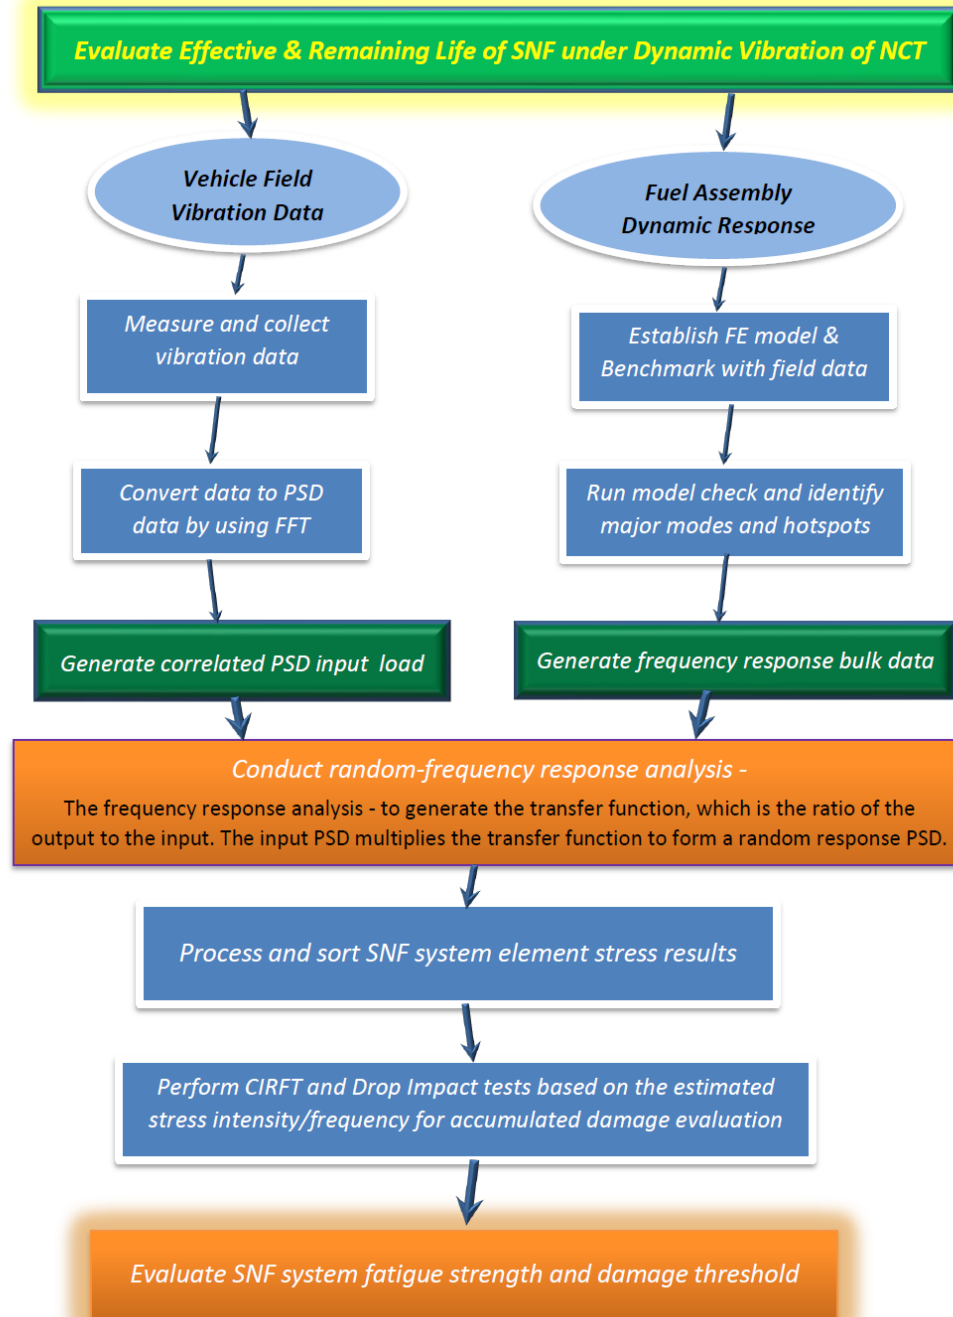 Evaluate Effective & Remaining Life of SNF under Dynamic Vibration of NCT
Vehicle Field
Vibration Data
Fuel Assembly
Dynamic Response
Measure and collect
vibration data
Establish FE model &
Benchmark with field data
Convert data to PSD
data by using FFT
Run model check and identify
major modes and hotspots
Generate correlated PSD input load
Generate frequency response bulk data
Conduct random-frequency response analysis -
The frequency response analysis - to generate the transfer function, which is the ratio of the
output to the input. The input PSD multiplies the transfer function to form a random response PSD.
Process and sort SNF system element stress results
Perform CIRFT and Drop Impact tests based on the estimated
stress intensity/frequency for accumulated damage evaluation
Evaluate SNF system fatigue strength and damage threshold